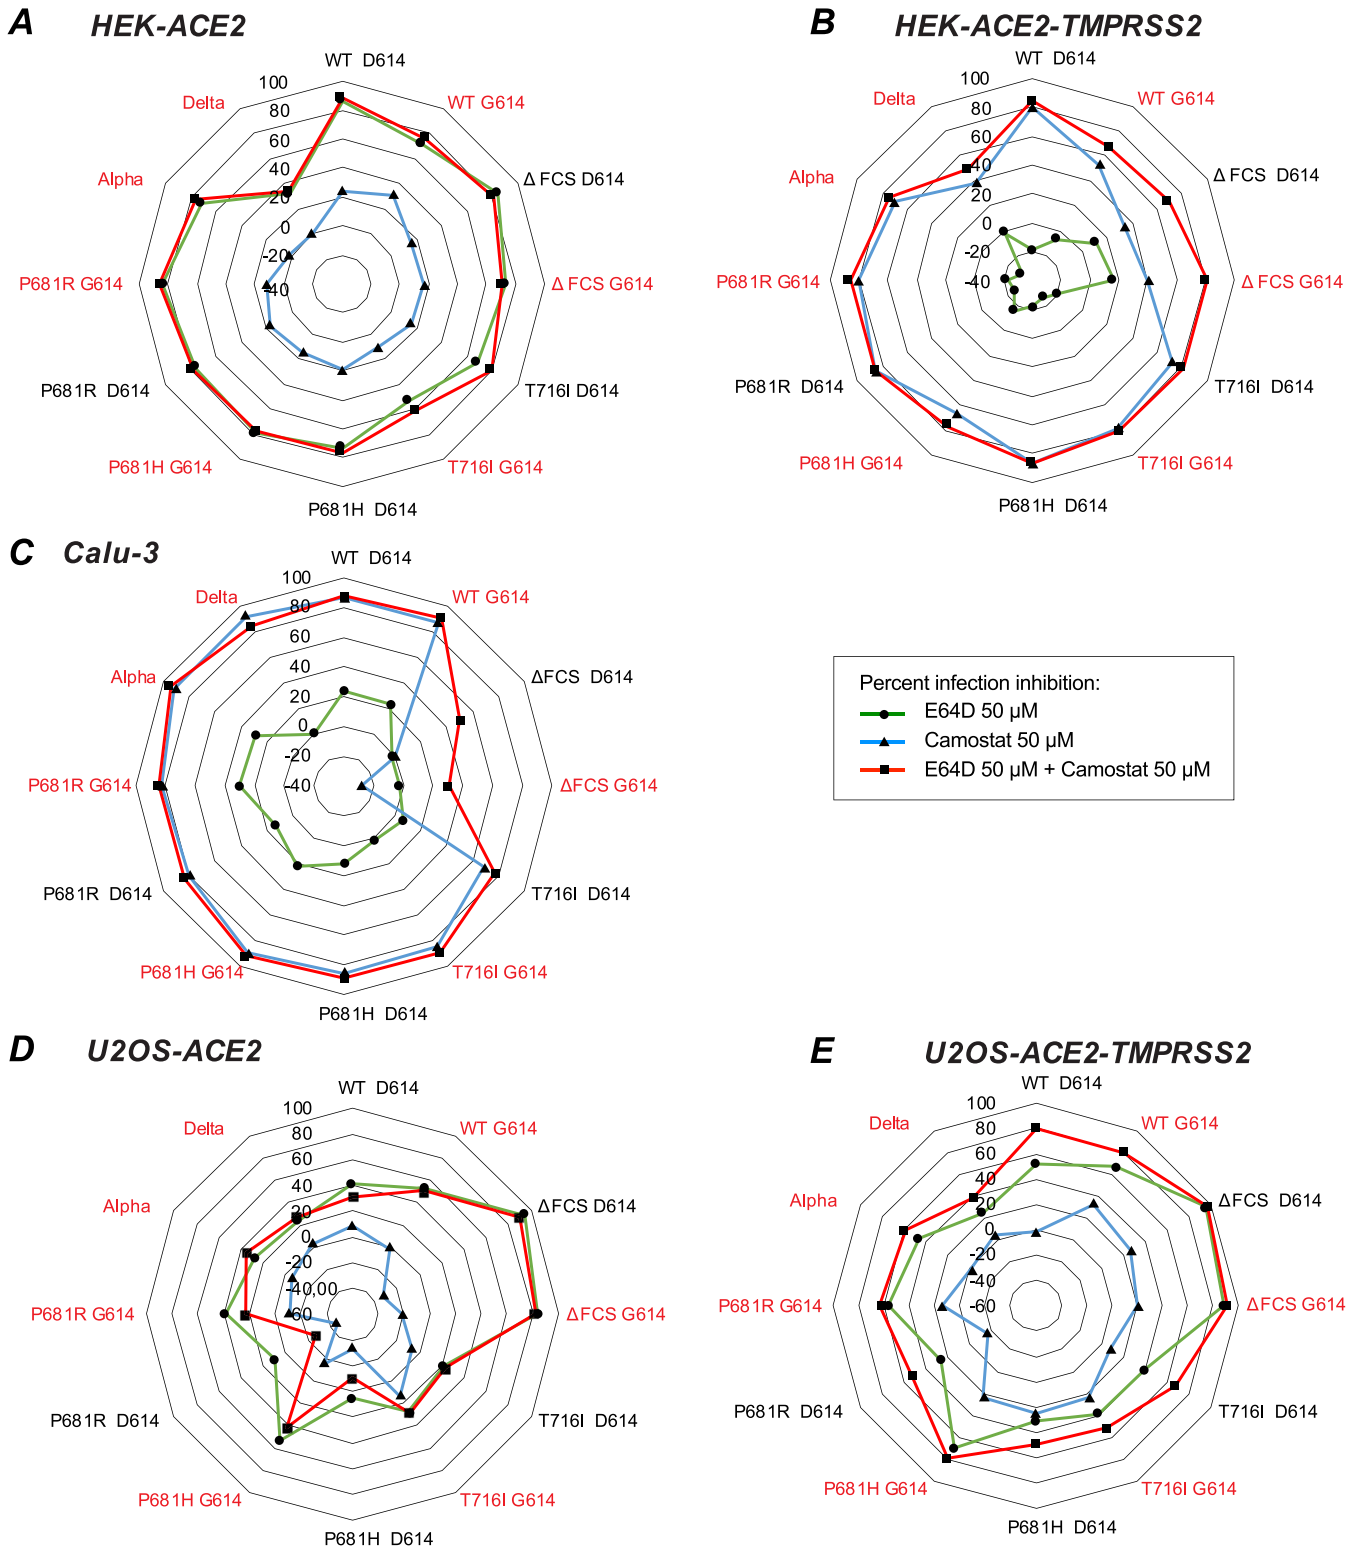 A HEK-ACE2
WT D614
WT G614
Δ FCS D614
Δ FCS G614
T716I D614
T716I G614
P681H D614
P681H G614
P681R D614
P681R G614
Alpha
Delta
100
80
60
40
20
0
-20
-40
B HEK-ACE2-TMPRSS2
WT D614
WT G614
Δ FCS D614
Δ FCS G614
T716I D614
T716I G614
P681H D614
P681H G614
P681R D614
P681R G614
Alpha
Delta
100
80
60
40
20
0
-20
-40
C Calu-3
WT D614
WT G614
ΔFCS D614
ΔFCS G614
T716I D614
T716I G614
P681H D614
P681H G614
P681R D614
P681R G614
Alpha
Delta
100
80
60
40
20
0
-20
-40
Percent infection inhibition:
E64D 50 µM
Camostat 50 µM
E64D 50 µM + Camostat 50 µM
D U2OS-ACE2
WT D614
WT G614
ΔFCS D614
ΔFCS G614
T716I D614
T716I G614
P681H D614
P681H G614
P681R D614
P681R G614
Alpha
Delta
100
80
60
40
20
0
-20
-40,00
-60
E U2OS-ACE2-TMPRSS2
WT D614
WT G614
ΔFCS D614
ΔFCS G614
T716I D614
T716I G614
P681H D614
P681H G614
P681R D614
P681R G614
Alpha
Delta
100
80
60
40
20
0
-20
-40
-60